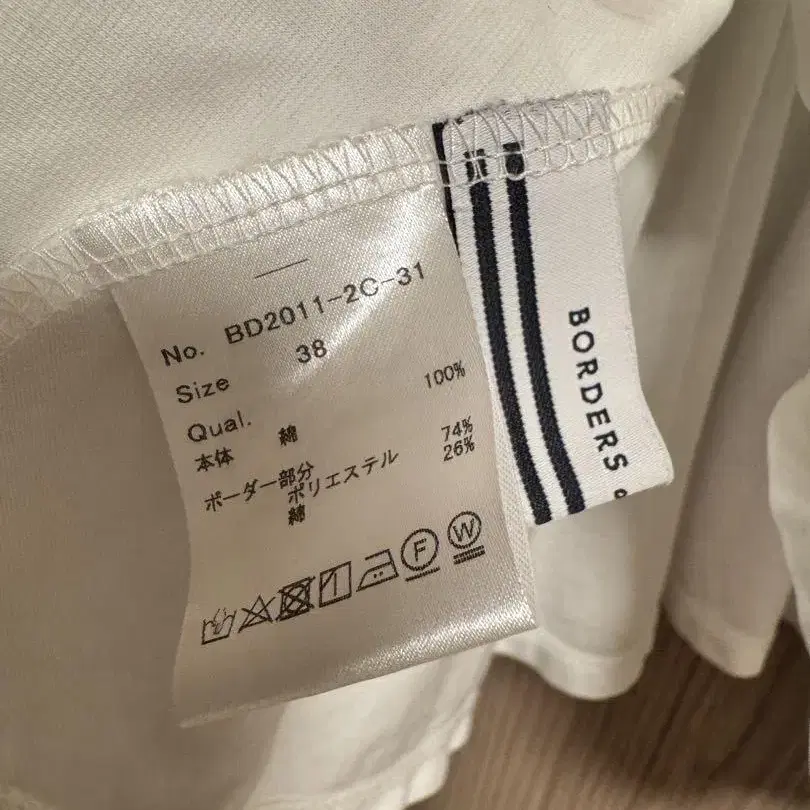 No. BD2011-2C-31
Size 38
Qual.
本体 綿 100%
ボーダー部分
ポリエステル 74%
綿 26%
F W
BORDERS